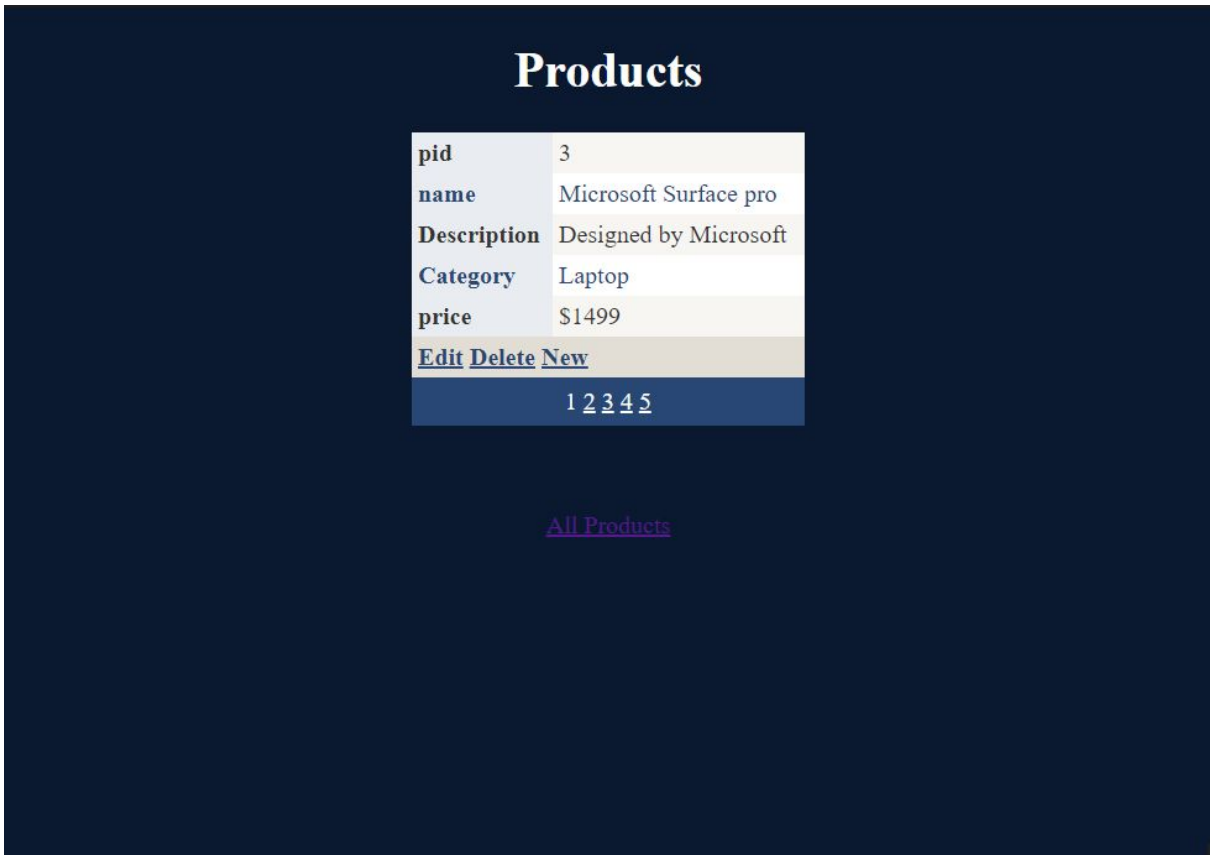 Products
pid 3
name Microsoft Surface pro
Description Designed by Microsoft
Category Laptop
price $1499
Edit Delete New
1 2 3 4 5
All Products